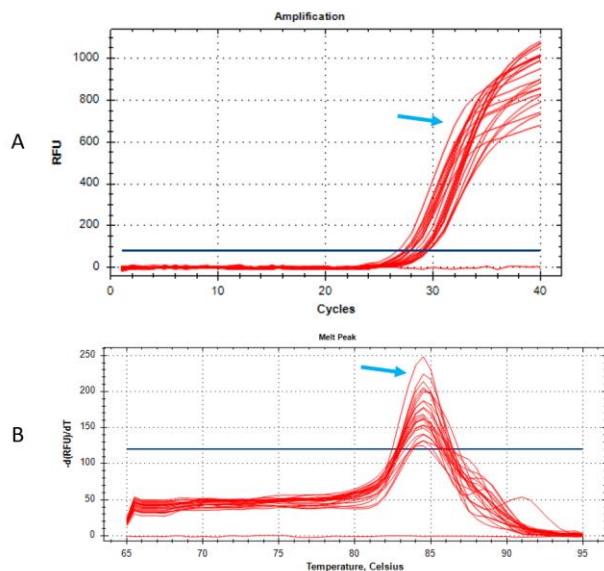 Amplification
A
RFU
1000
800
600
400
200
0
0 10 20 30 40
Cycles
Melt Peak
B
-d(RFU)/dT
250
200
150
100
50
0
65 70 75 80 85 90 95
Temperature, Celsius